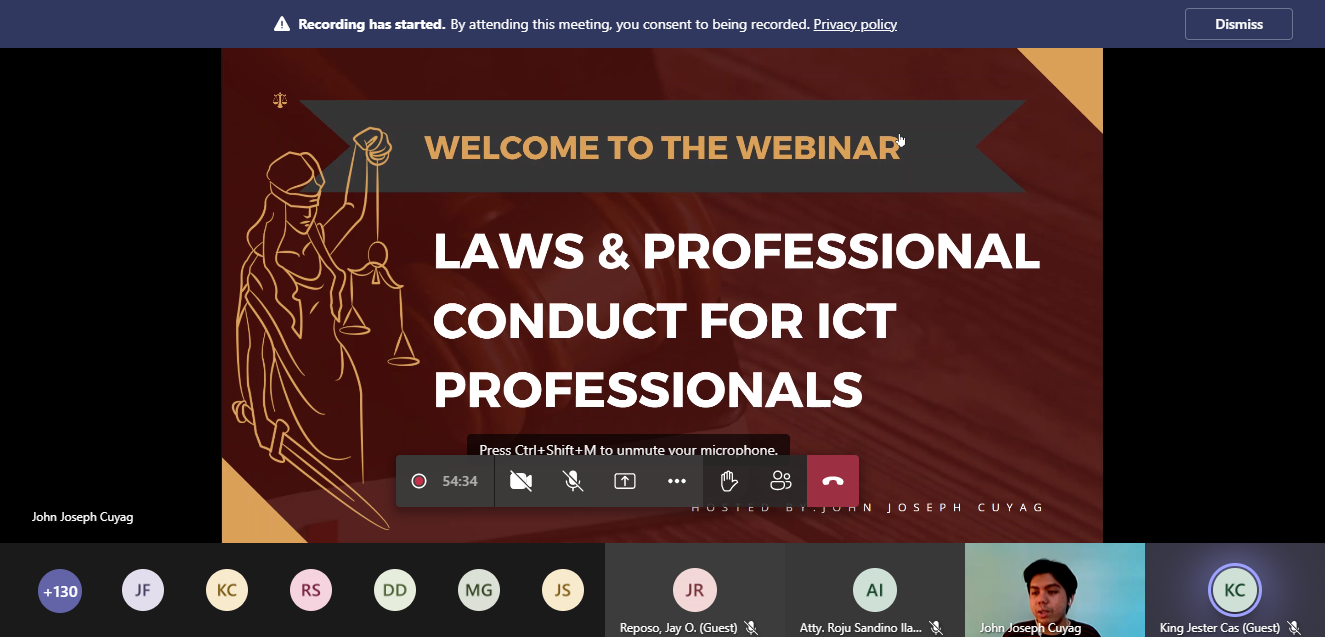 Recording has started. By attending this meeting, you consent to being recorded. Privacy policy
Dismiss
WELCOME TO THE WEBINAR
LAWS & PROFESSIONAL
CONDUCT FOR ICT
PROFESSIONALS
Press Ctrl+Shift+M to unmute your microphone.
54:34
HOSTED BY:JOHN JOSEPH CUYAG
John Joseph Cuyag
+130
JF
KC
RS
DD
MG
JS
JR
AI
KC
Reposo, Jay O. (Guest)
Atty. Roju Sandino Ila...
John Joseph Cuyag
King Jester Cas (Guest)